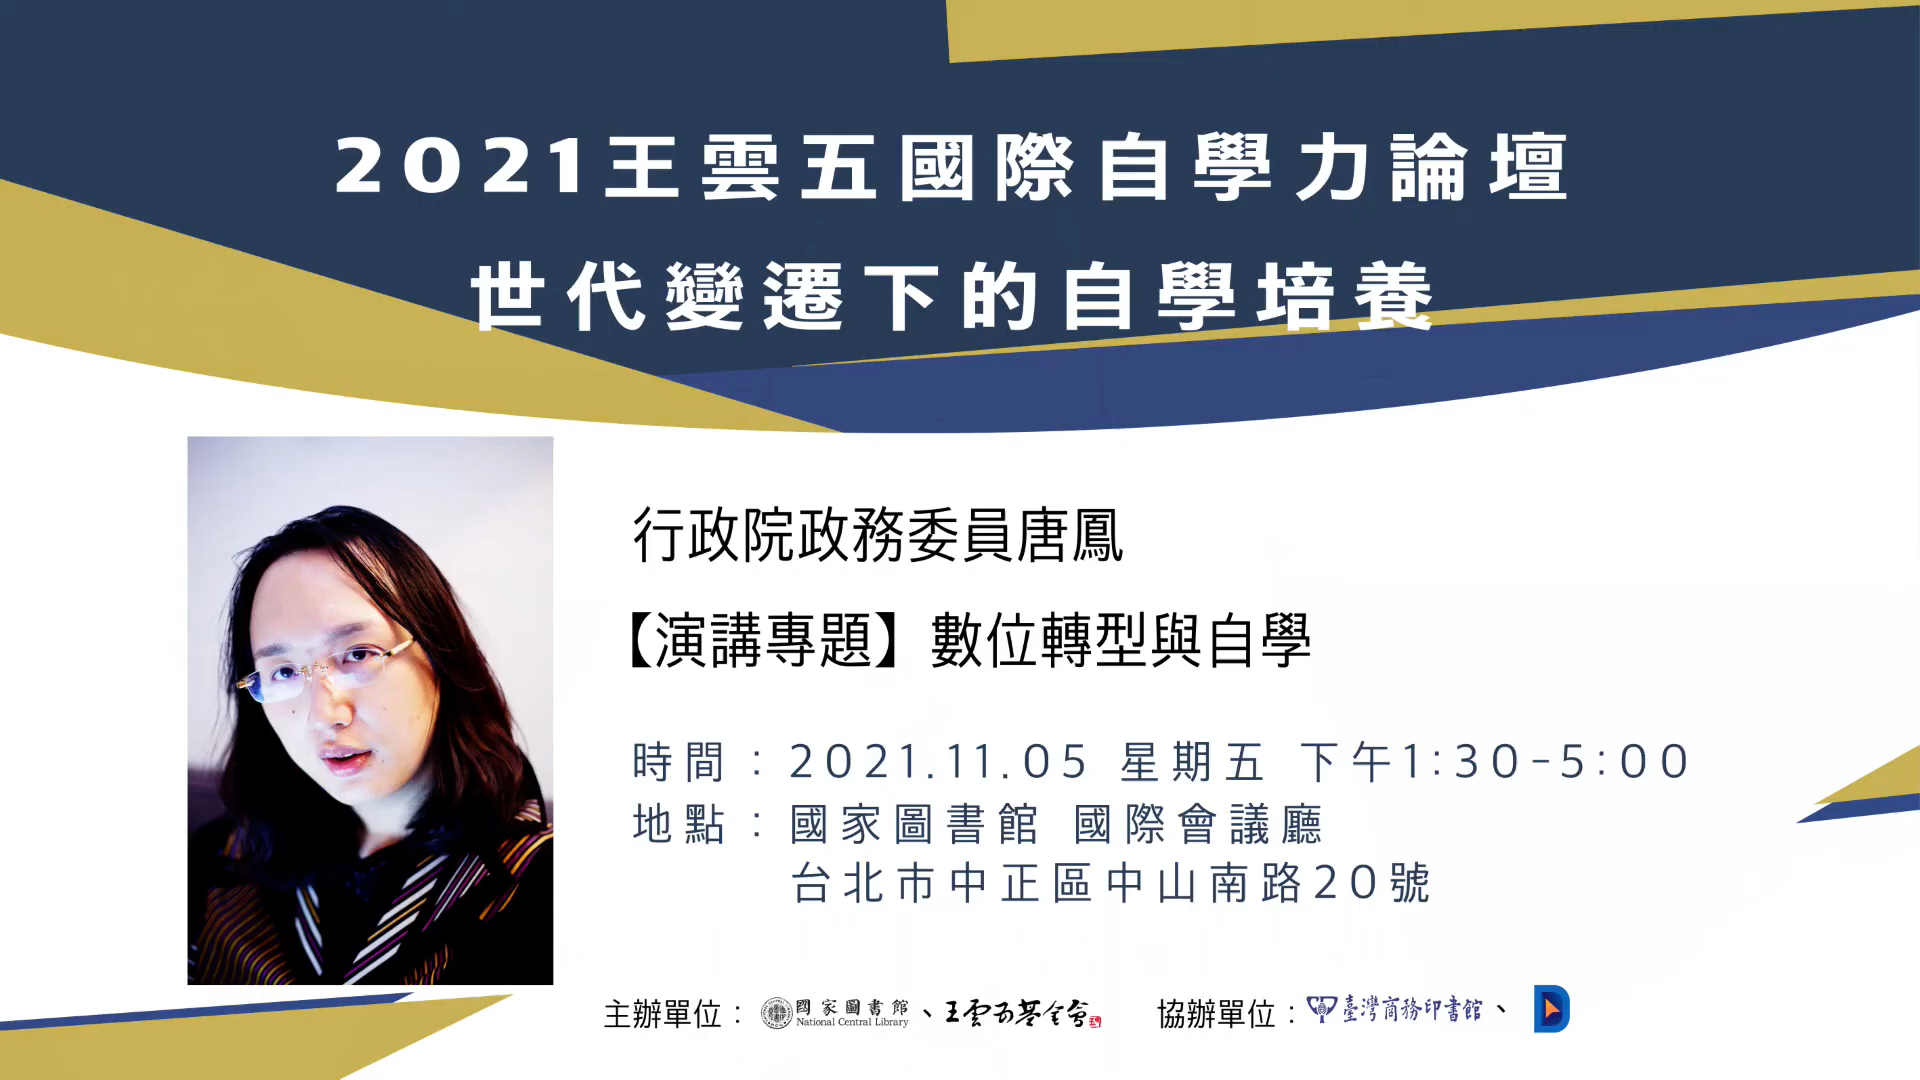 2021王雲五國際自學力論壇
世代變遷下的自學培養
行政院政務委員唐鳳
【演講專題】數位轉型與自學
時間：2021.11.05 星期五 下午1:30-5:00
地點：國家圖書館 國際會議廳
台北市中正區中山南路20號
主辦單位：國家圖書館 National Central Library、王雲五基金會 協辦單位：臺灣商務印書館、